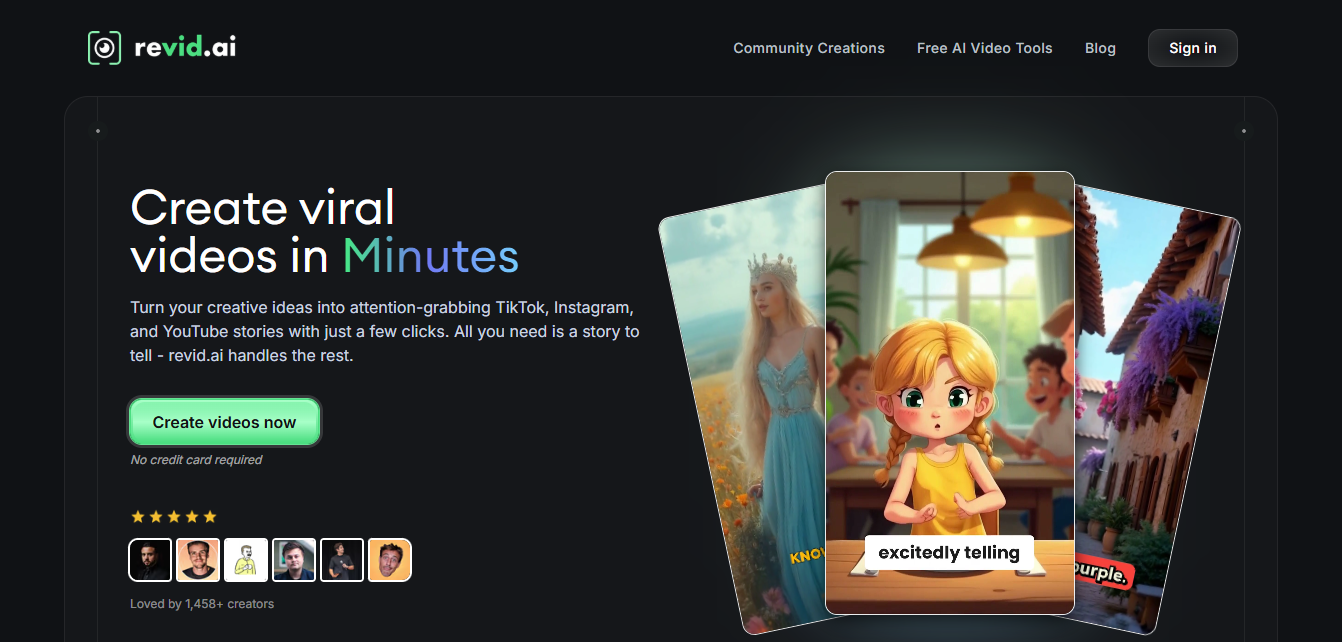 revid.ai
Community Creations
Free AI Video Tools
Blog
Sign in
Create viral
videos in Minutes
Turn your creative ideas into attention-grabbing TikTok, Instagram,
and YouTube stories with just a few clicks. All you need is a story to
tell - revid.ai handles the rest.
Create videos now
No credit card required
Loved by 1,458+ creators
KNOW
excitedly telling
purple.